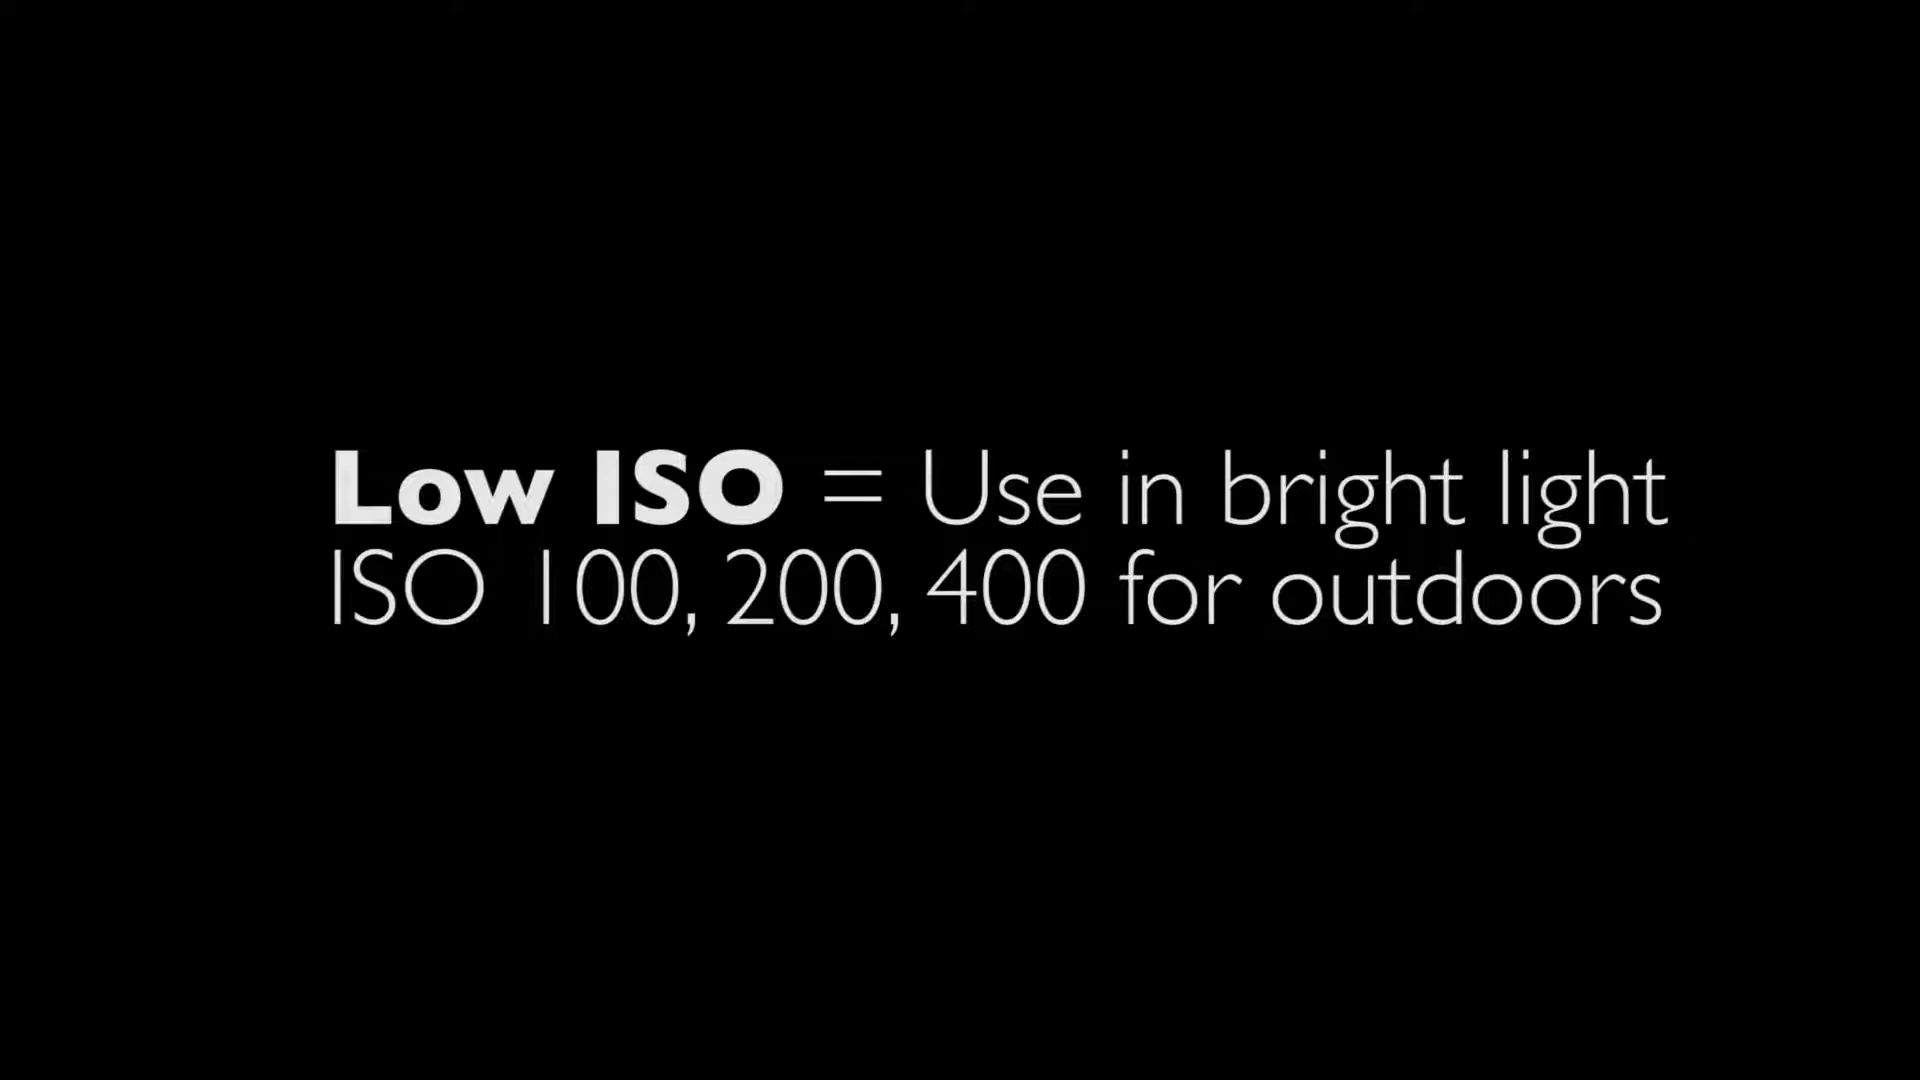 Low ISO = Use in bright light
ISO 100, 200, 400 for outdoors